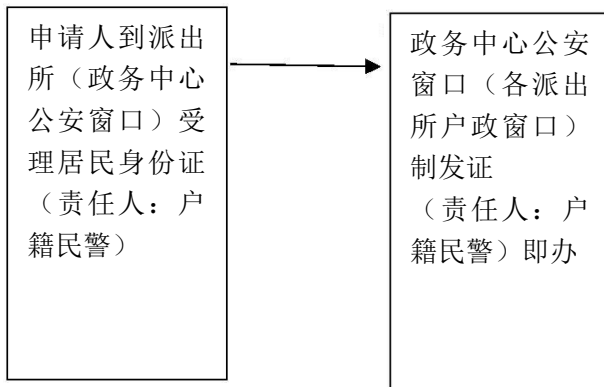 申请人到派出
所（政务中心
公安窗口）受
理居民身份证
（责任人：户
籍民警）
政务中心公安
窗口（各派出
所户政窗口）
制发证
（责任人：户
籍民警）即办